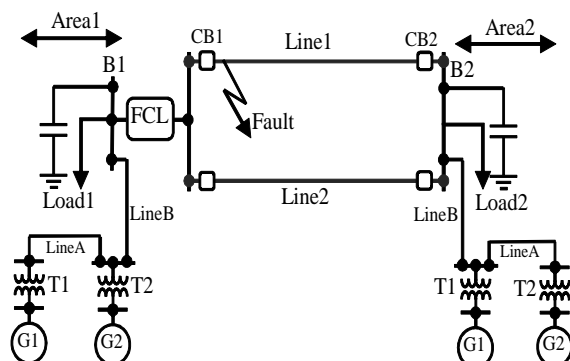 Area1
CB1
Line1
CB2
Area2
B1
B2
FCL
Fault
Load1
Line2
Load2
LineB
LineB
LineA
LineA
T1
T2
T1
T2
G1
G2
G1
G2